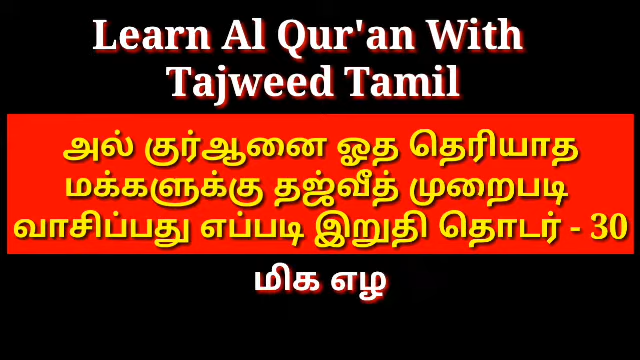 Learn Al Qur'an With
Tajweed Tamil
அல் குர்ஆனை ஓத தெரியாத
மக்களுக்கு தஜ்வீத் முறைபடி
வாசிப்பது எப்படி இறுதி தொடர் - 30
மிக எழ